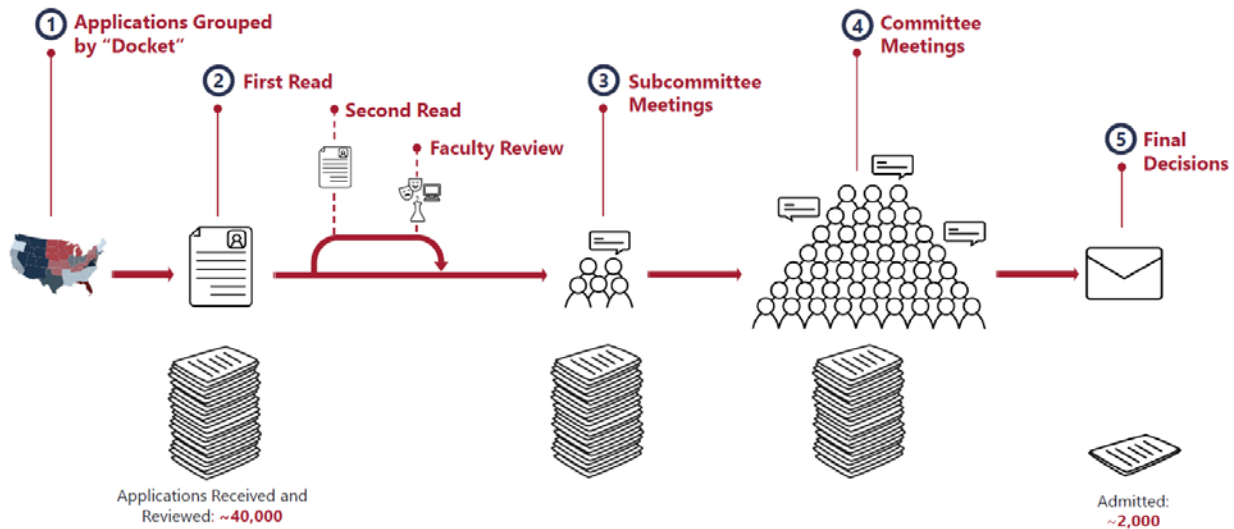 1 Applications Grouped
by “Docket”
2 First Read
Second Read
Faculty Review
3 Subcommittee
Meetings
4 Committee
Meetings
5 Final
Decisions
Applications Received and
Reviewed: ~40,000
Admitted:
~2,000